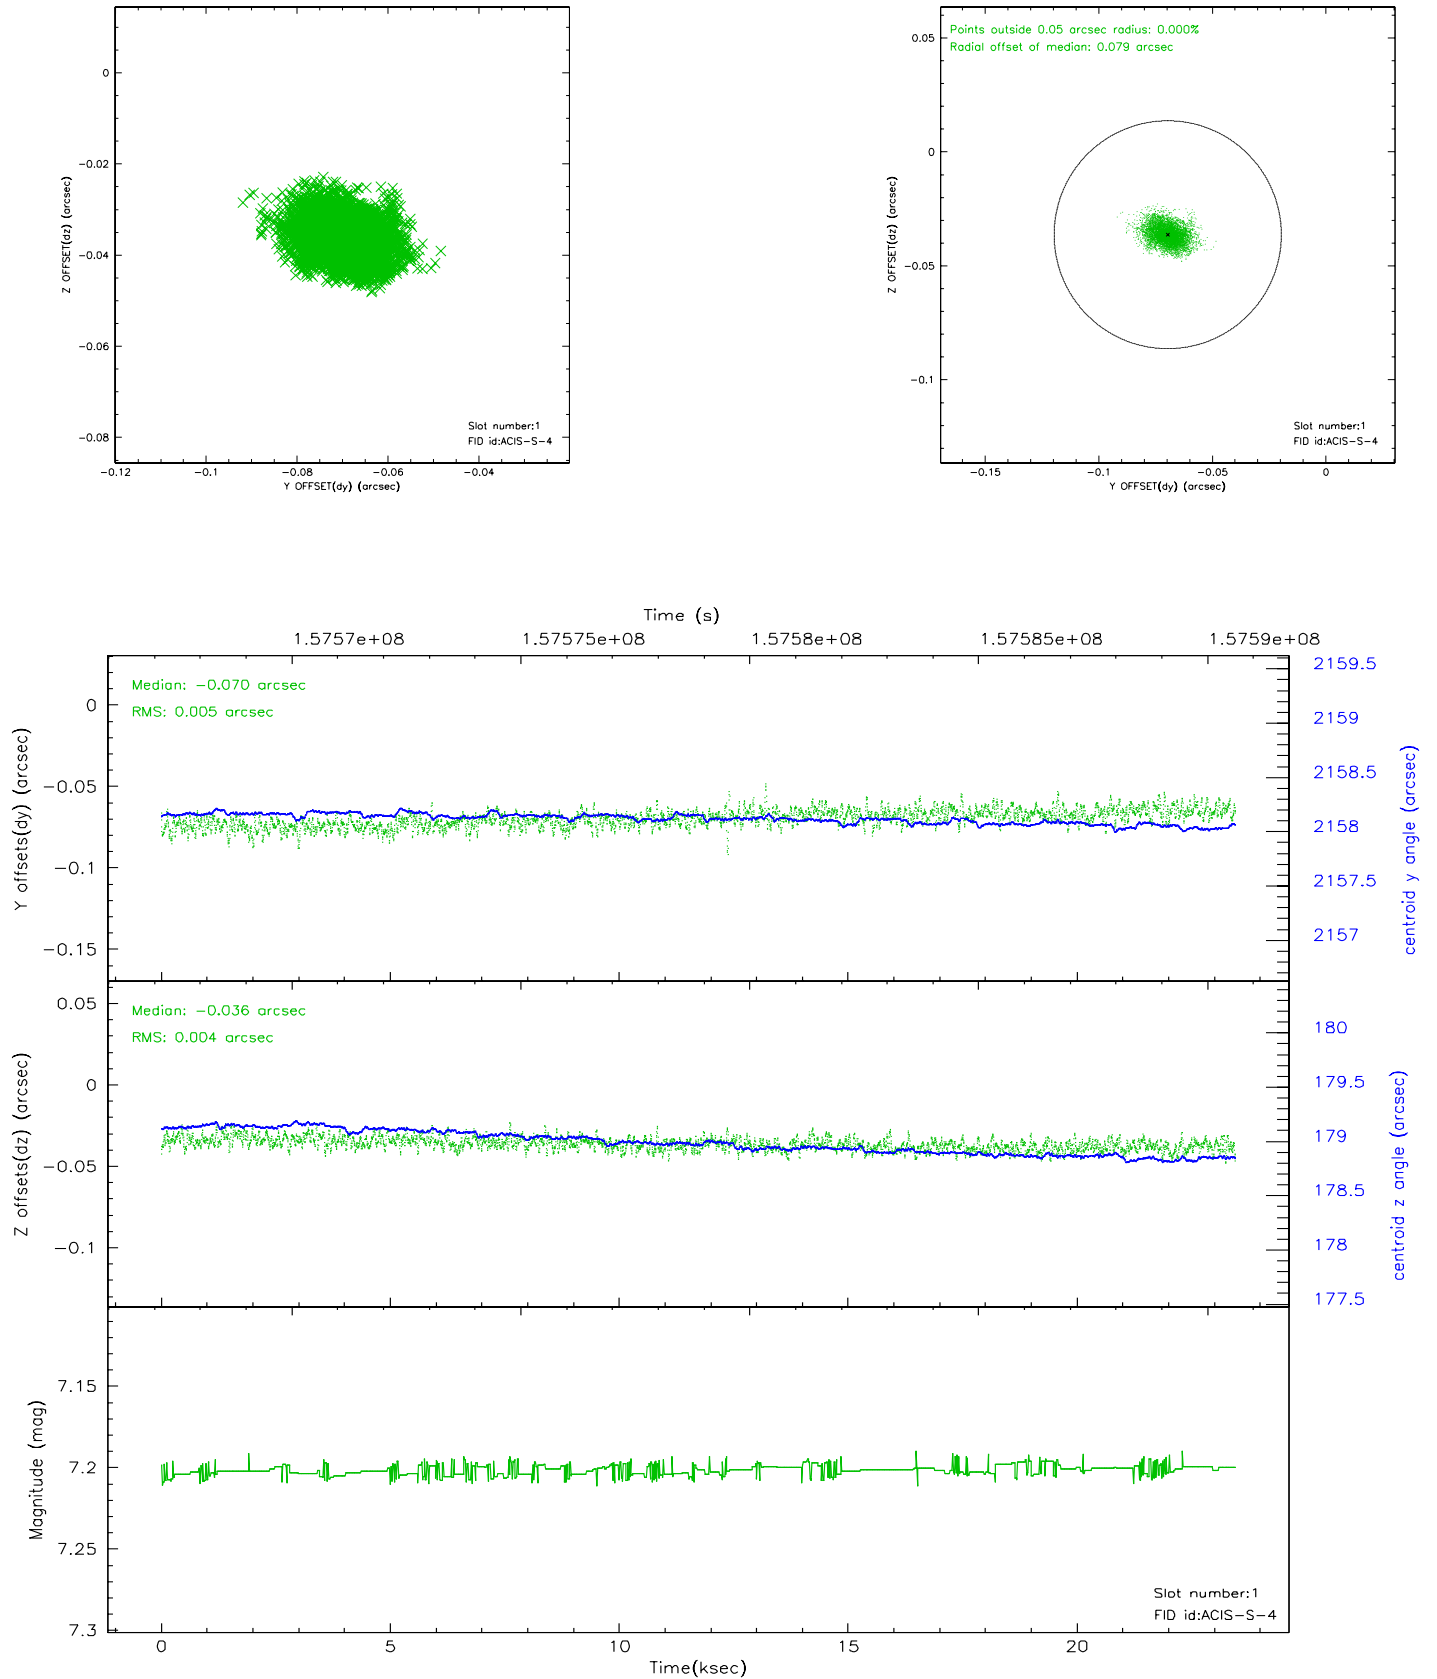 0
−0.02
−0.04
−0.06
−0.08
Z OFFSET(dz) (arcsec)
Slot number:1
FID id:ACIS−S−4
−0.12
−0.1
−0.08
−0.06
−0.04
Y OFFSET(dy) (arcsec)
Points outside 0.05 arcsec radius: 0.000%
Radial offset of median: 0.079 arcsec
0.05
0
−0.05
−0.1
Z OFFSET(dz) (arcsec)
Slot number:1
FID id:ACIS−S−4
−0.15
−0.1
−0.05
0
Y OFFSET(dy) (arcsec)
Time (s)
1.5757e+08
1.57575e+08
1.5758e+08
1.57585e+08
1.5759e+08
Median: −0.070 arcsec
RMS: 0.005 arcsec
0
−0.05
−0.1
−0.15
Y offsets(dy) (arcsec)
2159.5
2159
2158.5
2158
2157.5
2157
centroid y angle (arcsec)
Median: −0.036 arcsec
RMS: 0.004 arcsec
0.05
0
−0.05
−0.1
Z offsets(dz) (arcsec)
180
179.5
179
178.5
178
177.5
centroid z angle (arcsec)
7.15
7.2
7.25
7.3
Magnitude (mag)
Slot number:1
FID id:ACIS−S−4
0
5
10
15
20
Time(ksec)